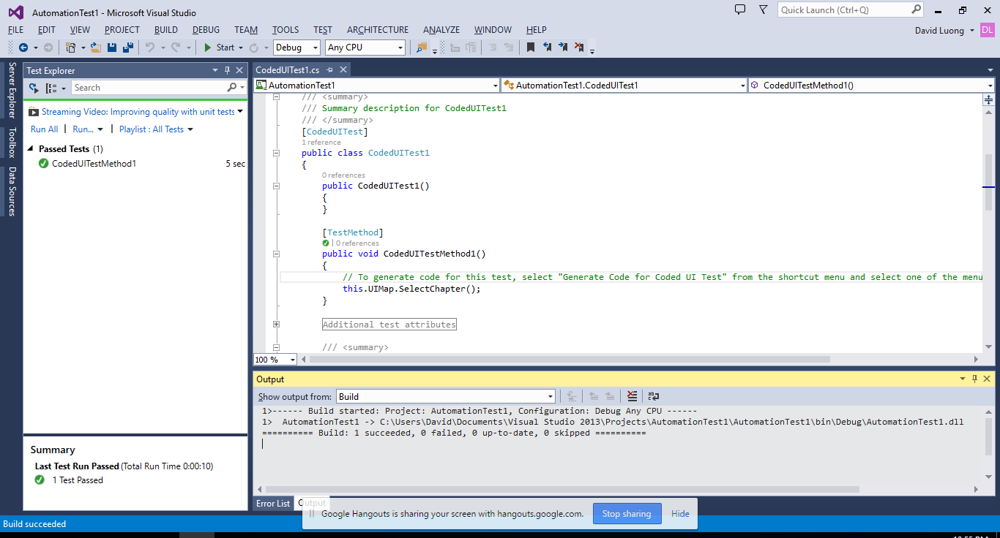 AutomationTest1 - Microsoft Visual Studio
Quick Launch (Ctrl+Q)
FILE EDIT VIEW PROJECT BUILD DEBUG TEAM TOOLS TEST ARCHITECTURE ANALYZE WINDOW HELP
David Luong
DL
Start
Debug
Any CPU
Server Explorer
Toolbox
Data Sources
Test Explorer
Search
Streaming Video: Improving quality with unit tests
Run All | Run... | Playlist : All Tests
Passed Tests (1)
CodedUITestMethod1 5 sec
Summary
Last Test Run Passed (Total Run Time 0:00:10)
1 Test Passed
CodedUITest1.cs
AutomationTest1
AutomationTest1.CodedUITest1
CodedUITestMethod1()
/// <summary>
/// Summary description for CodedUITest1
/// </summary>
[CodedUITest]
1 reference
public class CodedUITest1
{
0 references
public CodedUITest1()
{
}
[TestMethod]
| 0 references
public void CodedUITestMethod1()
{
// To generate code for this test, select "Generate Code for Coded UI Test" from the shortcut menu and select one of the menu
this.UIMap.SelectChapter();
}
Additional test attributes
/// <summary>
100 %
Output
Show output from: Build
1>------ Build started: Project: AutomationTest1, Configuration: Debug Any CPU ------
1>  AutomationTest1 -> C:\Users\David\Documents\Visual Studio 2013\Projects\AutomationTest1\AutomationTest1\bin\Debug\AutomationTest1.dll
========== Build: 1 succeeded, 0 failed, 0 up-to-date, 0 skipped ==========
Error List
Output
Google Hangouts is sharing your screen with hangouts.google.com.
Stop sharing
Hide
Build succeeded